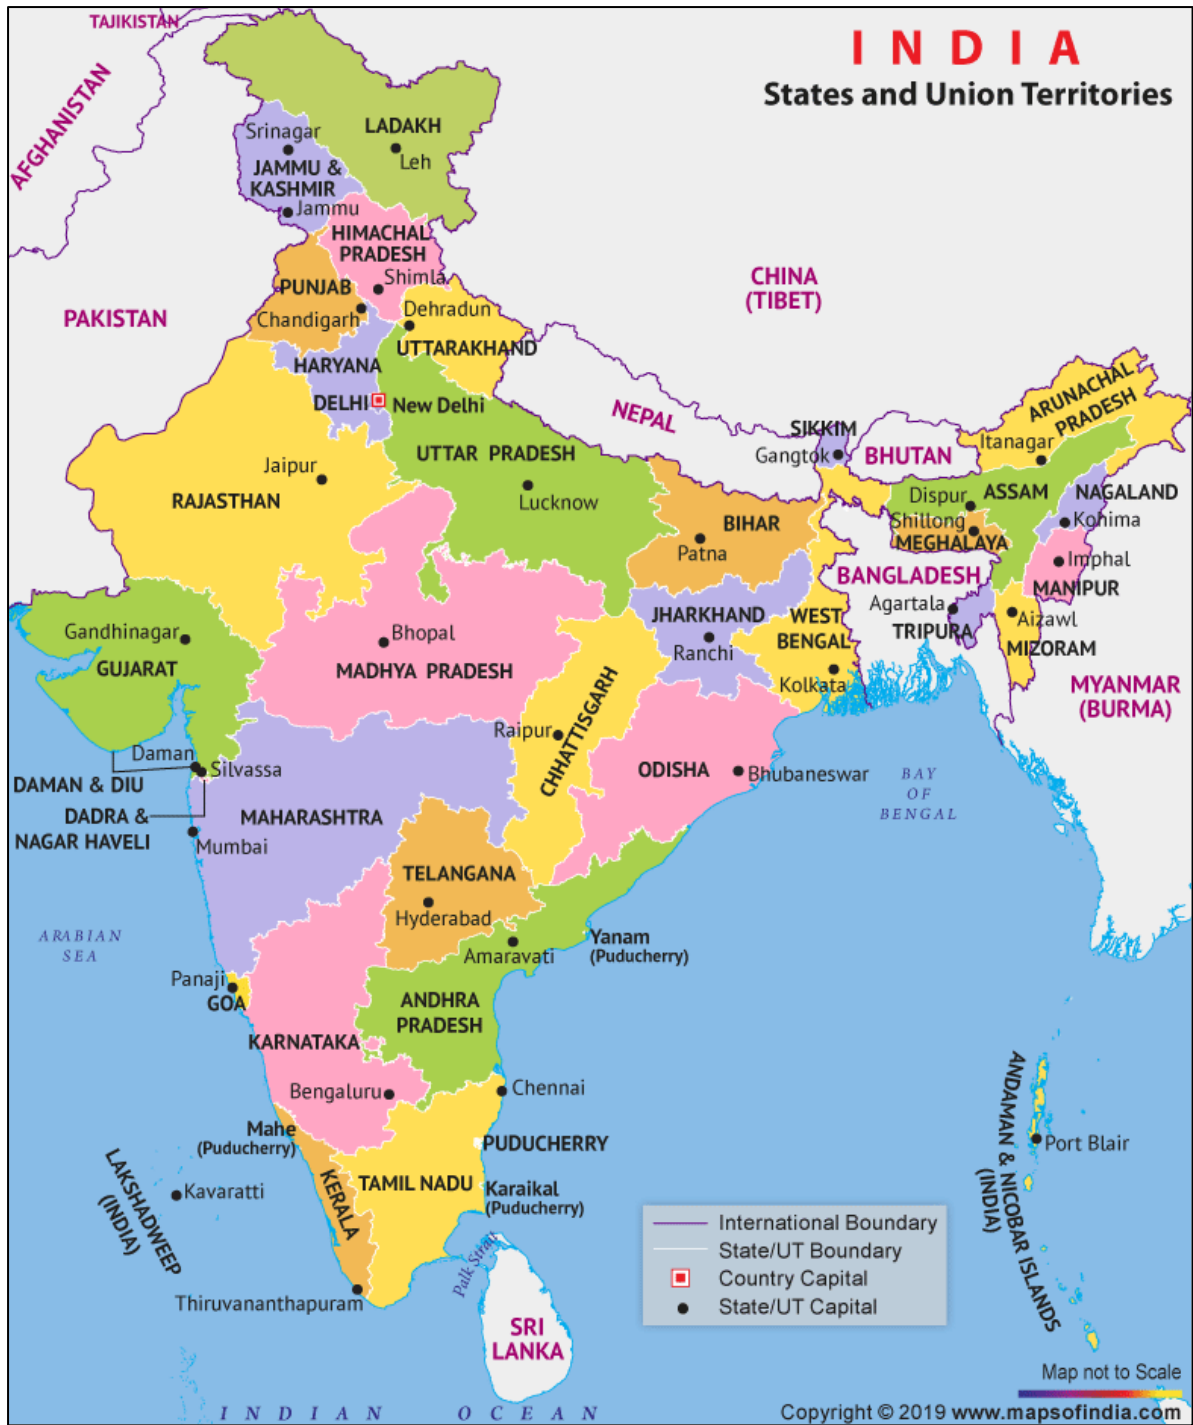 TAJIKISTAN
I N D I A
States and Union Territories
AFGHANISTAN
Srinagar
LADAKH
Leh
JAMMU &
KASHMIR
Jammu
HIMACHAL
PRADESH
Shimla
CHINA
(TIBET)
PUNJAB
Chandigarh
PAKISTAN
Dehradun
UTTARAKHAND
HARYANA
DELHI
New Delhi
NEPAL
ARUNACHAL
PRADESH
SIKKIM
Gangtok
BHUTAN
Itanagar
UTTAR PRADESH
Jaipur
RAJASTHAN
Lucknow
Dispur
ASSAM
NAGALAND
Shillong
Kohima
MEGHALAYA
BIHAR
Patna
Imphal
MANIPUR
BANGLADESH
Agartala
TRIPURA
Aizawl
MIZORAM
JHARKHAND
Ranchi
WEST
BENGAL
Kolkata
Gandhinagar
GUJARAT
Bhopal
MADHYA PRADESH
MYANMAR
(BURMA)
CHHATTISGARH
Raipur
Daman
Silvassa
DAMAN & DIU
DADRA &
NAGAR HAVELI
ODISHA
Bhubaneswar
BAY
OF
BENGAL
MAHARASHTRA
Mumbai
TELANGANA
Hyderabad
ARABIAN
SEA
Yanam
(Puducherry)
Amaravati
Panaji
GOA
ANDHRA
PRADESH
KARNATAKA
Bengaluru
Chennai
Mahe
(Puducherry)
PUDUCHERRY
LAKSHADWEEP
(INDIA)
Kavaratti
KERALA
TAMIL NADU
Karaikal
(Puducherry)
ANDAMAN & NICOBAR ISLANDS
(INDIA)
Port Blair
Palk Strait
Thiruvananthapuram
SRI
LANKA
International Boundary
State/UT Boundary
Country Capital
State/UT Capital
Map not to Scale
I N D I A N O C E A N
Copyright © 2019 www.mapsofindia.com